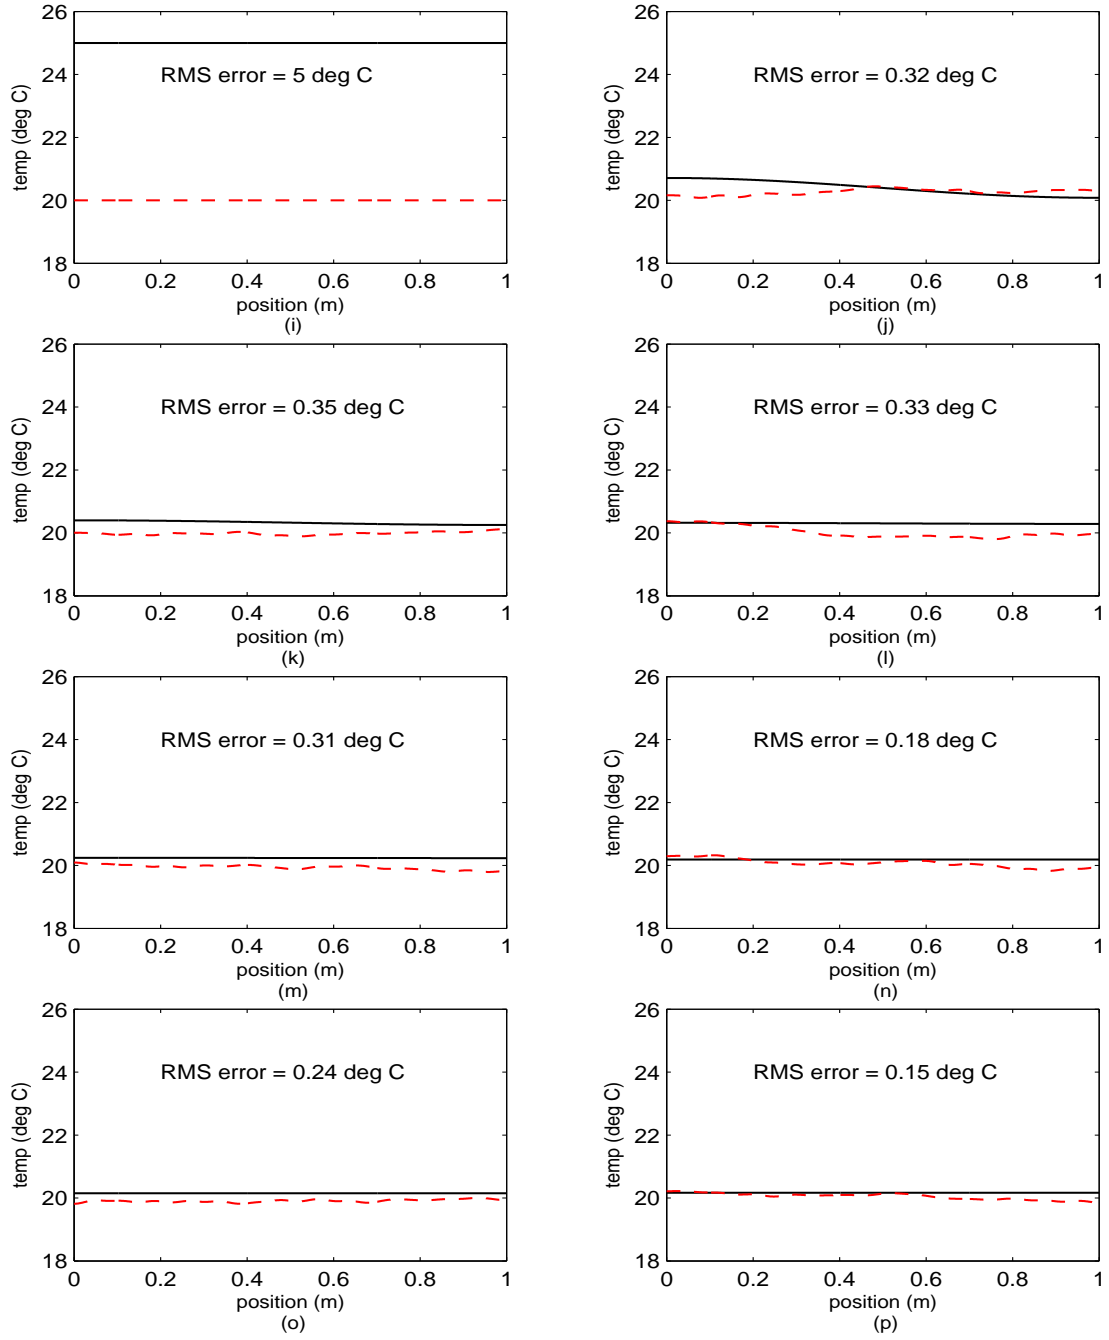 26
24
22
20
18
temp (deg C)
RMS error = 5 deg C
0 0.2 0.4 0.6 0.8 1
position (m)
(i)
26
24
22
20
18
temp (deg C)
RMS error = 0.32 deg C
0 0.2 0.4 0.6 0.8 1
position (m)
(j)
26
24
22
20
18
temp (deg C)
RMS error = 0.35 deg C
0 0.2 0.4 0.6 0.8 1
position (m)
(k)
26
24
22
20
18
temp (deg C)
RMS error = 0.33 deg C
0 0.2 0.4 0.6 0.8 1
position (m)
(l)
26
24
22
20
18
temp (deg C)
RMS error = 0.31 deg C
0 0.2 0.4 0.6 0.8 1
position (m)
(m)
26
24
22
20
18
temp (deg C)
RMS error = 0.18 deg C
0 0.2 0.4 0.6 0.8 1
position (m)
(n)
26
24
22
20
18
temp (deg C)
RMS error = 0.24 deg C
0 0.2 0.4 0.6 0.8 1
position (m)
(o)
26
24
22
20
18
temp (deg C)
RMS error = 0.15 deg C
0 0.2 0.4 0.6 0.8 1
position (m)
(p)